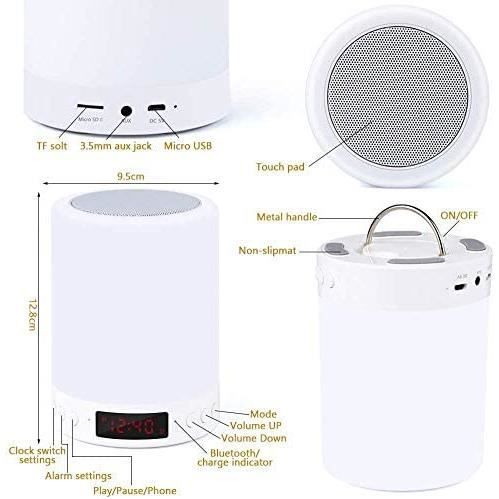 Micro SD
AUX
DC 5V
TF solt
3.5mm aux jack
Micro USB
Touch pad
9.5cm
12.8cm
Metal handle
ON/OFF
Non-slipmat
12:40
Mode
Volume UP
Volume Down
Bluetooth/
charge indicator
Clock switch
settings
Alarm settings
Play/Pause/Phone